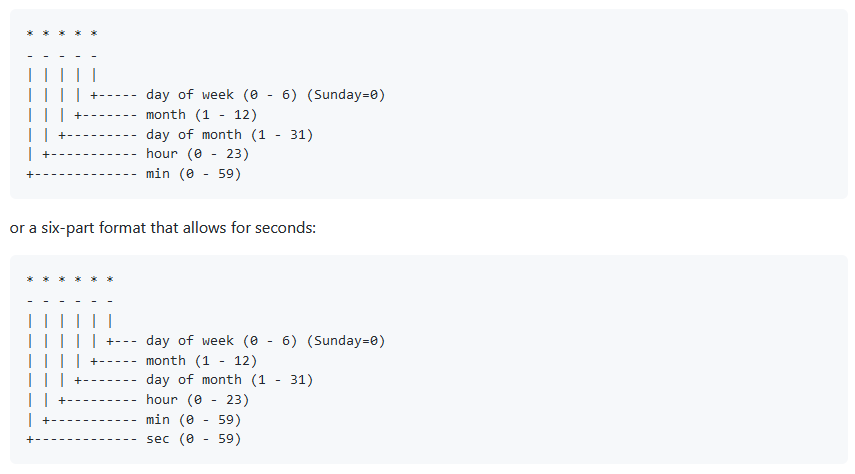 * * * * *
- - - - -
| | | | |
| | | | +----- day of week (0 - 6) (Sunday=0)
| | | +------- month (1 - 12)
| | +--------- day of month (1 - 31)
| +----------- hour (0 - 23)
+------------- min (0 - 59)
or a six-part format that allows for seconds:
* * * * * *
- - - - - -
| | | | | |
| | | | | +--- day of week (0 - 6) (Sunday=0)
| | | | +----- month (1 - 12)
| | | +------- day of month (1 - 31)
| | +--------- hour (0 - 23)
| +----------- min (0 - 59)
+------------- sec (0 - 59)